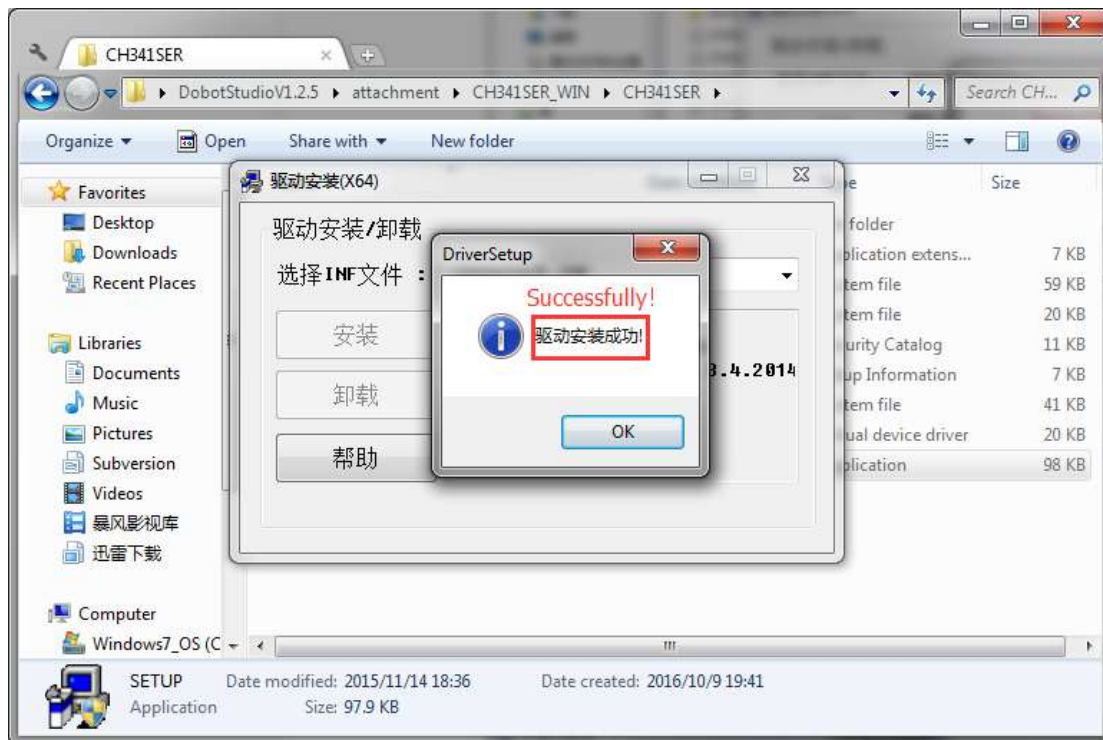 CH341SER
DobotStudioV1.2.5 ▸ attachment ▸ CH341SER_WIN ▸ CH341SER ▸
Search CH...
Organize
Open
Share with
New folder
Favorites
Desktop
Downloads
Recent Places
Libraries
Documents
Music
Pictures
Subversion
Videos
暴风影视库
迅雷下载
Computer
Windows7_OS (C
驱动安装(X64)
驱动安装/卸载
选择INF文件 :
安装
卸载
帮助
3.4.2014
DriverSetup
Successfully!
驱动安装成功!
OK
Size
folder
plication extens... 7 KB
tem file 59 KB
tem file 20 KB
urity Catalog 11 KB
up Information 7 KB
tem file 41 KB
ual device driver 20 KB
plication 98 KB
SETUP Date modified: 2015/11/14 18:36 Date created: 2016/10/9 19:41
Application Size: 97.9 KB